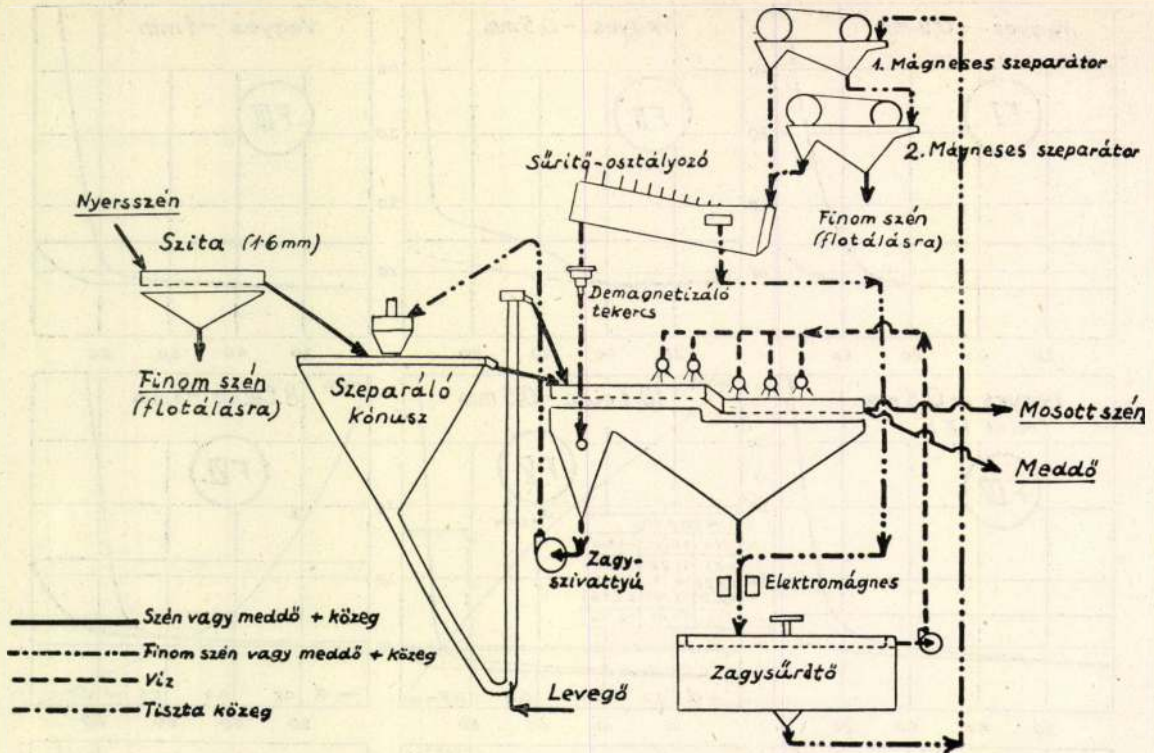 1. Mágneses szeparátor
2. Mágneses szeparátor
Sűrítő-osztályozó
Nyersszén
Szita (1·6mm)
Finom szén
(flotálásra)
Demagnetizáló
tekercs
Finom szén
(flotálásra)
Szeparáló
kónusz
Mosott szén
Meddő
Zagy-
szivattyú
Elektromágnes
Szén vagy meddő + közeg
Finom szén vagy meddő + közeg
Víz
Tiszta közeg
Levegő
Zagysűrítő